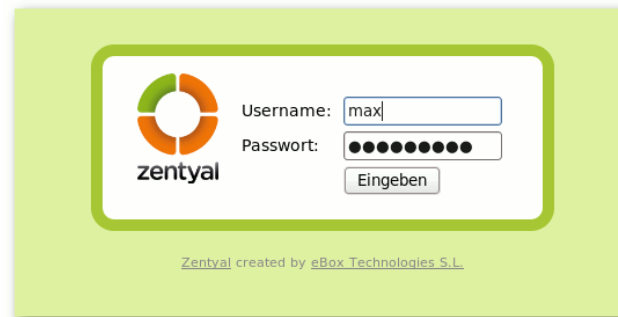 Username: max
Passwort: ●●●●●●●●●
zentyal
Eingeben
Zentyal created by eBox Technologies S.L.